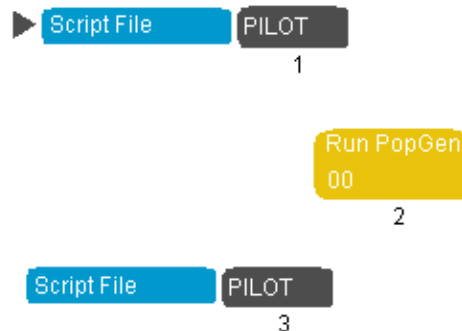 Script File PILOT
1
Run PopGen
00
2
Script File PILOT
3